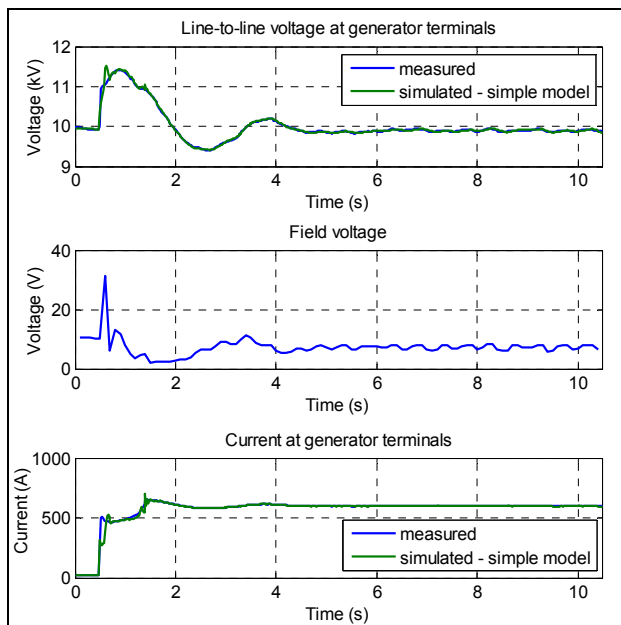 Line-to-line voltage at generator terminals
Voltage (kV)
12
11
10
9
measured
simulated - simple model
0 2 4 6 8 10
Time (s)
Field voltage
Voltage (V)
40
20
0
0 2 4 6 8 10
Time (s)
Current at generator terminals
Current (A)
1000
500
0
measured
simulated - simple model
0 2 4 6 8 10
Time (s)